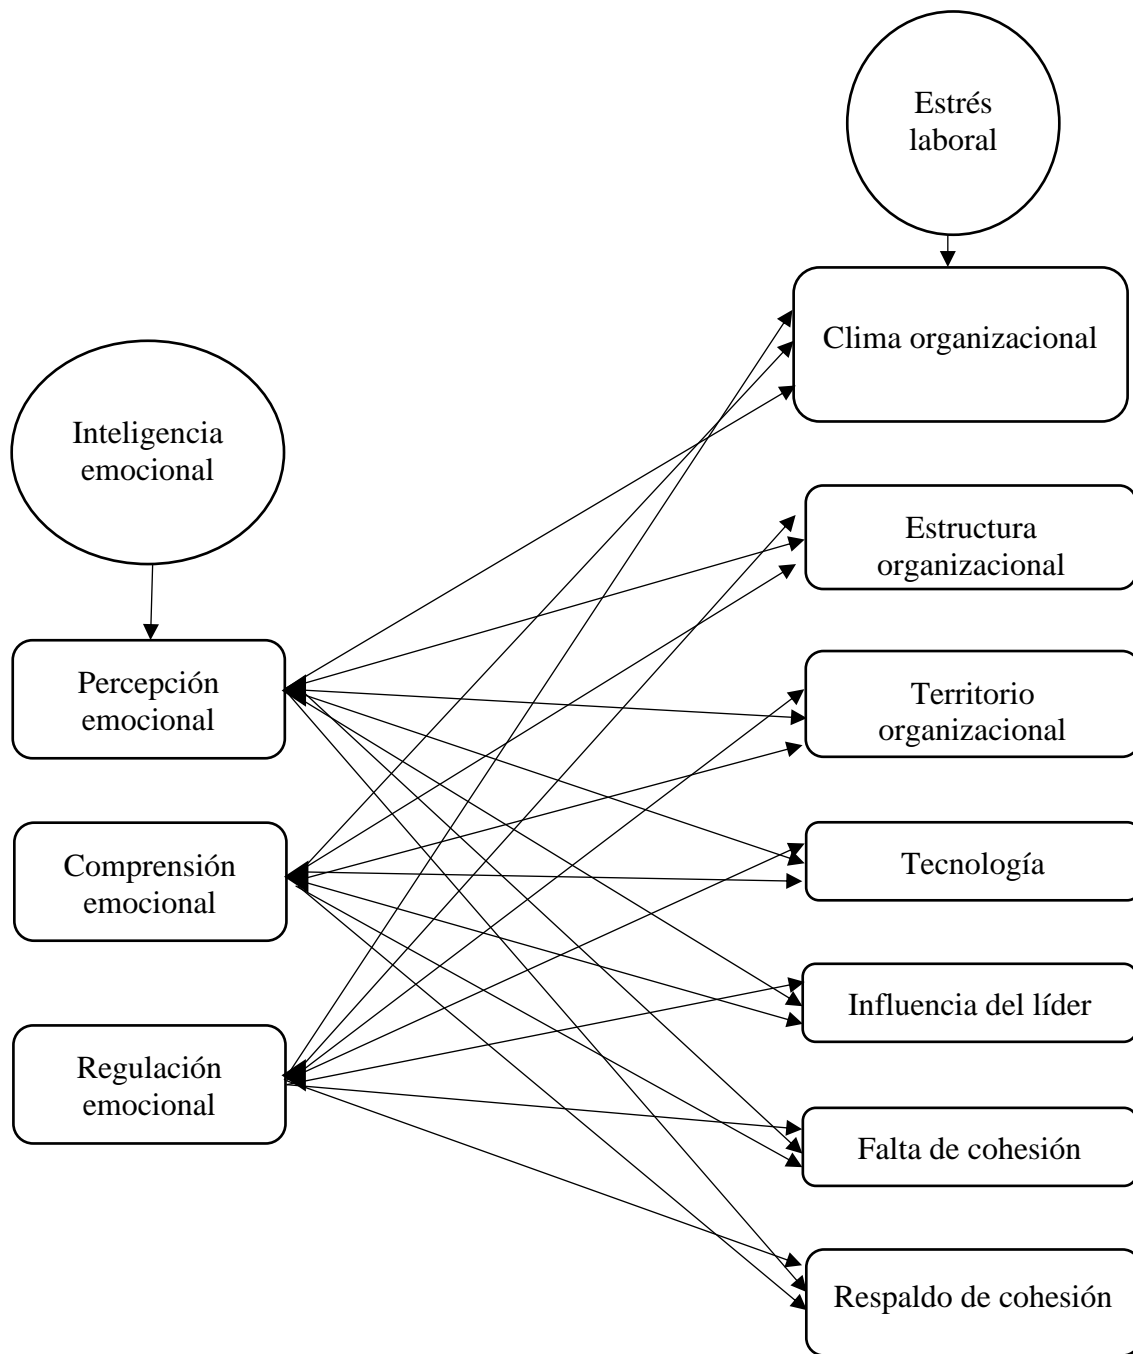 Estrés
laboral
Clima organizacional
Inteligencia
emocional
Estructura
organizacional
Percepción
emocional
Territorio
organizacional
Comprensión
emocional
Tecnología
Influencia del líder
Regulación
emocional
Falta de cohesión
Respaldo de cohesión